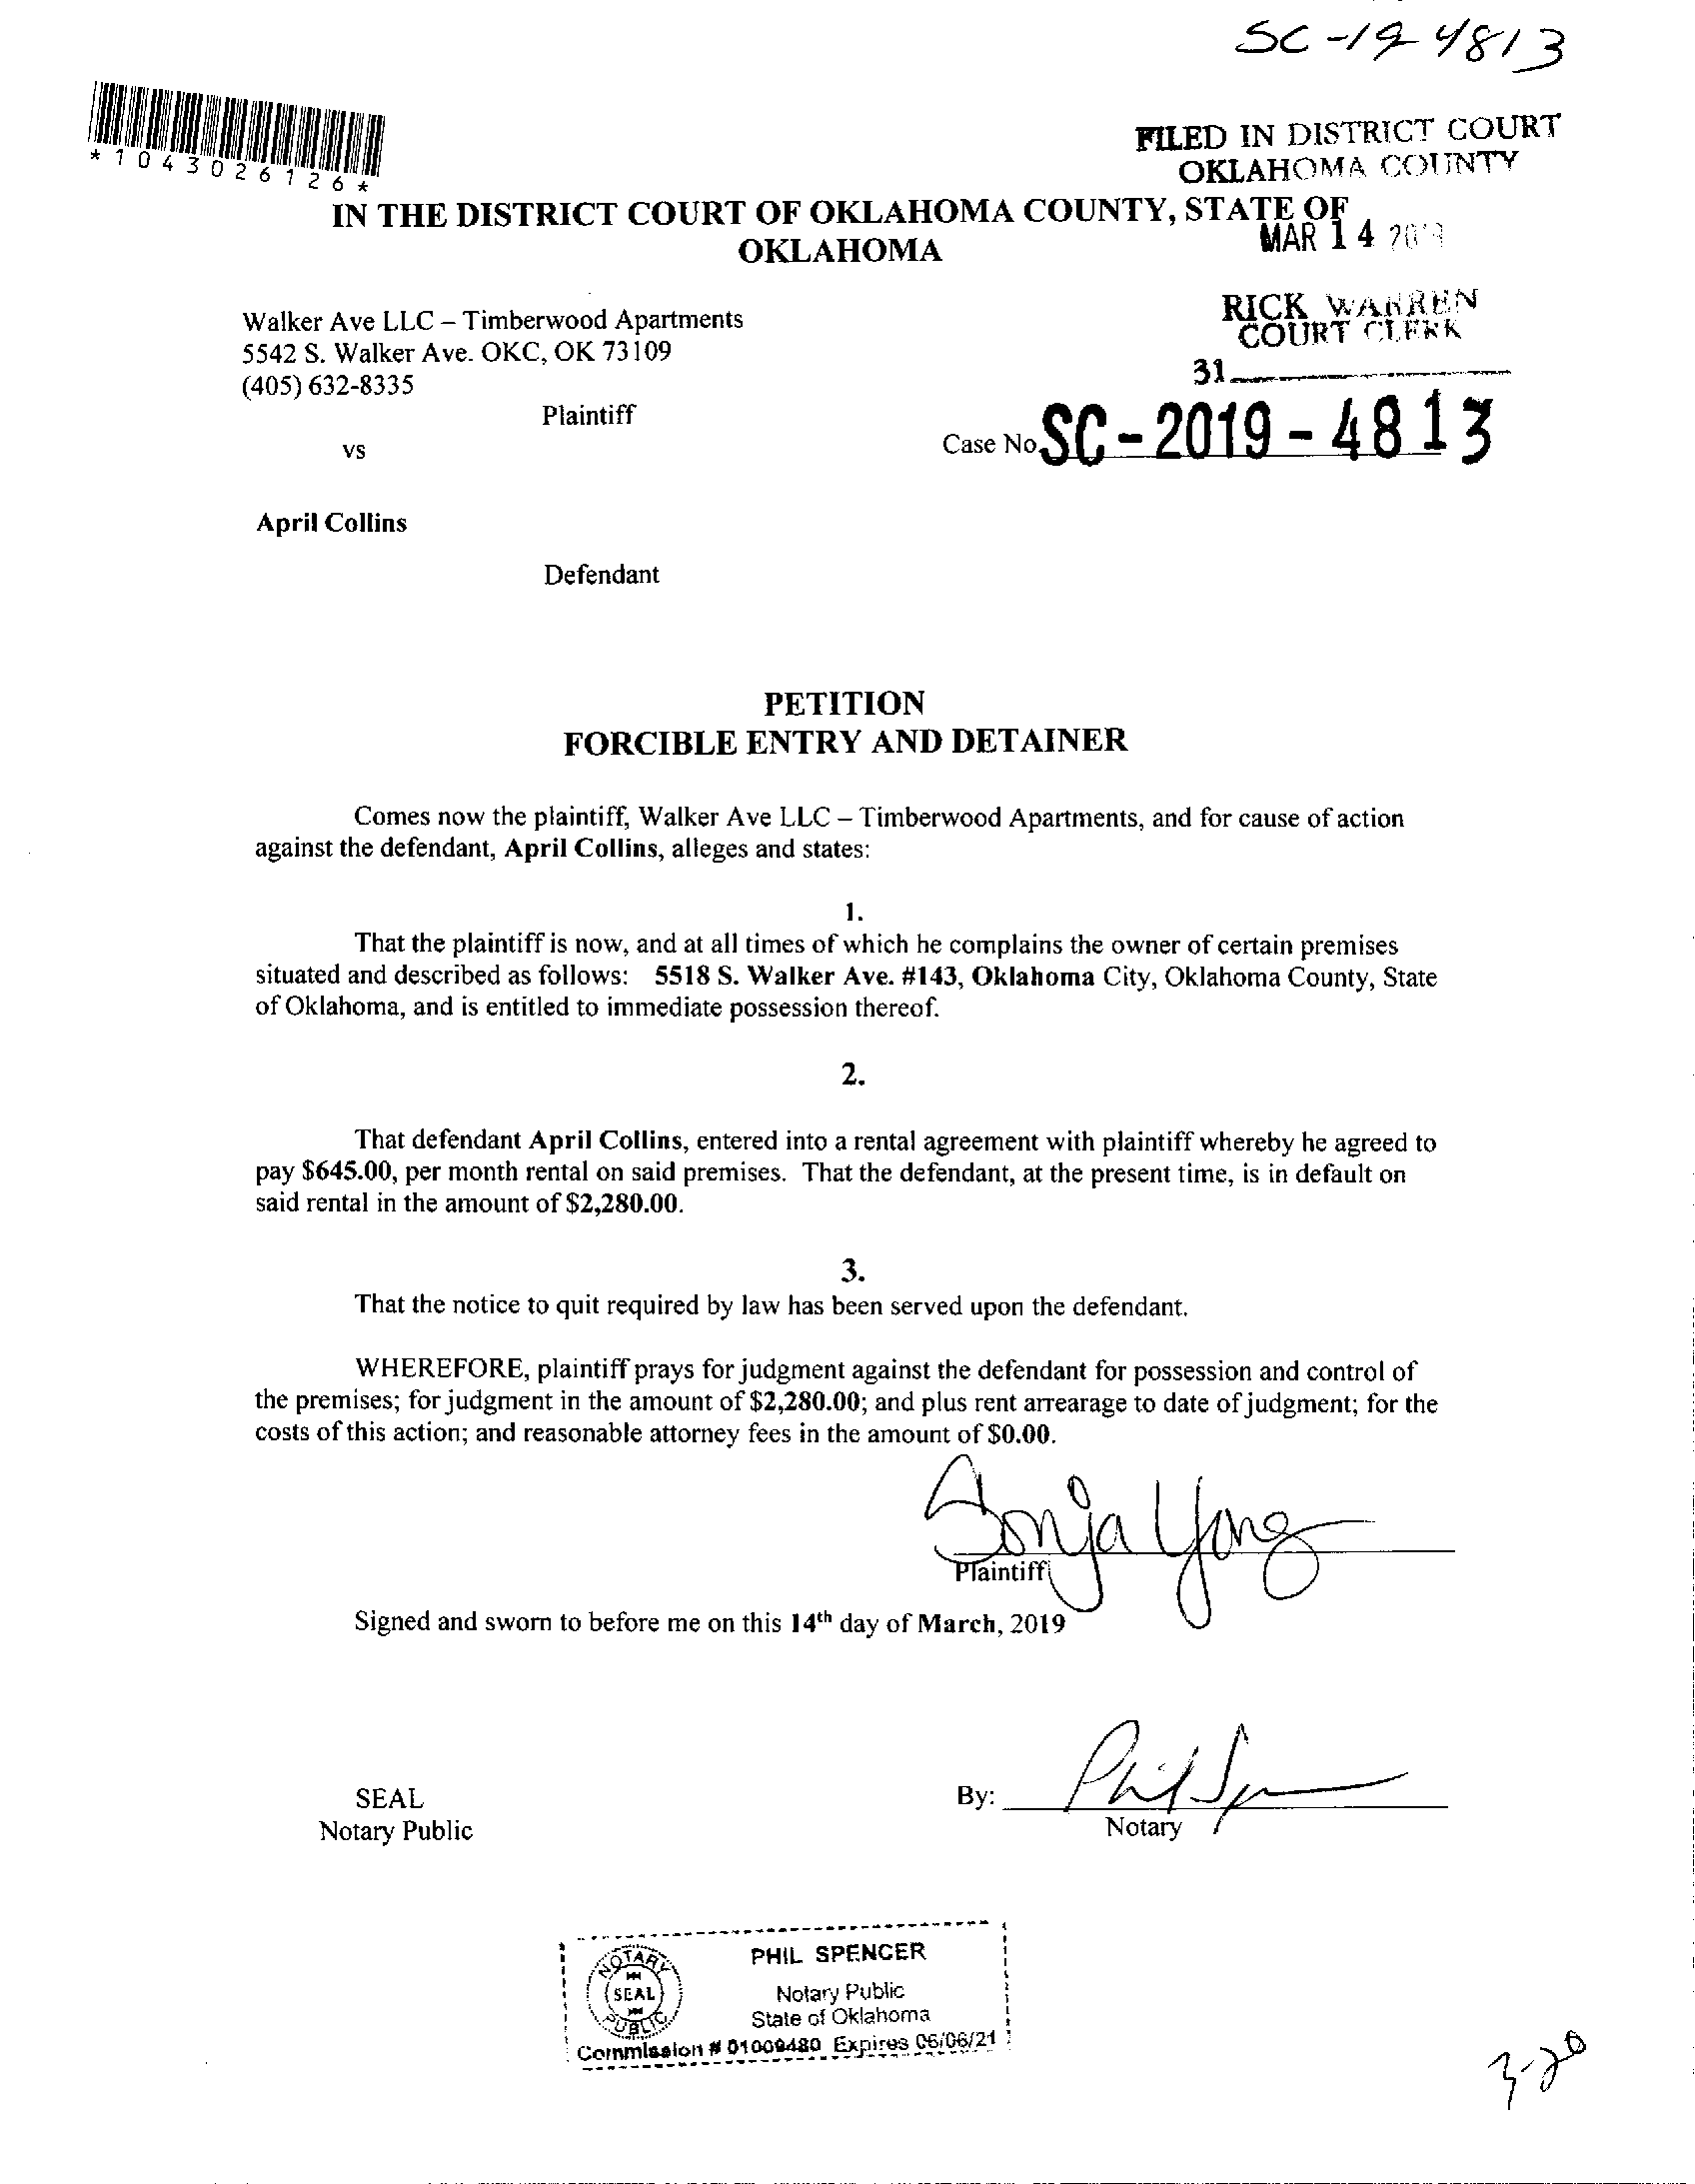 SC-19-4813
*1043026126*
FILED IN DISTRICT COURT
OKLAHOMA COUNTY
IN THE DISTRICT COURT OF OKLAHOMA COUNTY, STATE OF
OKLAHOMA
MAR 14 2019
Walker Ave LLC – Timberwood Apartments
5542 S. Walker Ave. OKC, OK 73109
(405) 632-8335
RICK WARREN
COURT CLERK
31
Plaintiff
vs
Case No. SC-2019-4813
April Collins
Defendant
PETITION
FORCIBLE ENTRY AND DETAINER
Comes now the plaintiff, Walker Ave LLC – Timberwood Apartments, and for cause of action
against the defendant, April Collins, alleges and states:
1.
That the plaintiff is now, and at all times of which he complains the owner of certain premises
situated and described as follows: 5518 S. Walker Ave. #143, Oklahoma City, Oklahoma County, State
of Oklahoma, and is entitled to immediate possession thereof.
2.
That defendant April Collins, entered into a rental agreement with plaintiff whereby he agreed to
pay $645.00, per month rental on said premises. That the defendant, at the present time, is in default on
said rental in the amount of $2,280.00.
3.
That the notice to quit required by law has been served upon the defendant.
WHEREFORE, plaintiff prays for judgment against the defendant for possession and control of
the premises; for judgment in the amount of $2,280.00; and plus rent arrearage to date of judgment; for the
costs of this action; and reasonable attorney fees in the amount of $0.00.
Sonja Yong
Plaintiff
Signed and sworn to before me on this 14th day of March, 2019
Phil Spencer
SEAL
By:
Notary Public
Notary
NOTARY
SEAL
PUBLIC
PHIL SPENCER
Notary Public
State of Oklahoma
Commission # 01009480 Expires 06/06/21
3-20